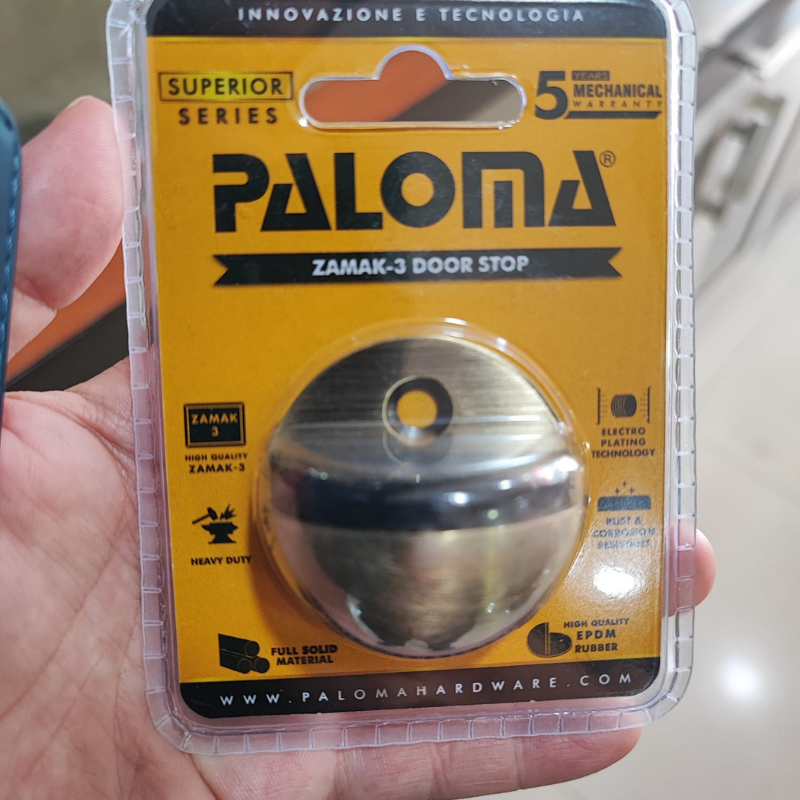 INNOVAZIONE E TECNOLOGIA
SUPERIOR
SERIES
5 YEARS
MECHANICAL
WARRANTY
PALOMA®
ZAMAK-3 DOOR STOP
ZAMAK
3
HIGH QUALITY
ZAMAK-3
HEAVY DUTY
FULL SOLID
MATERIAL
ELECTRO
PLATING
TECHNOLOGY
RUST &
CORROSION
RESISTANT
HIGH QUALITY
EPDM
RUBBER
WWW.PALOMAHARDWARE.COM